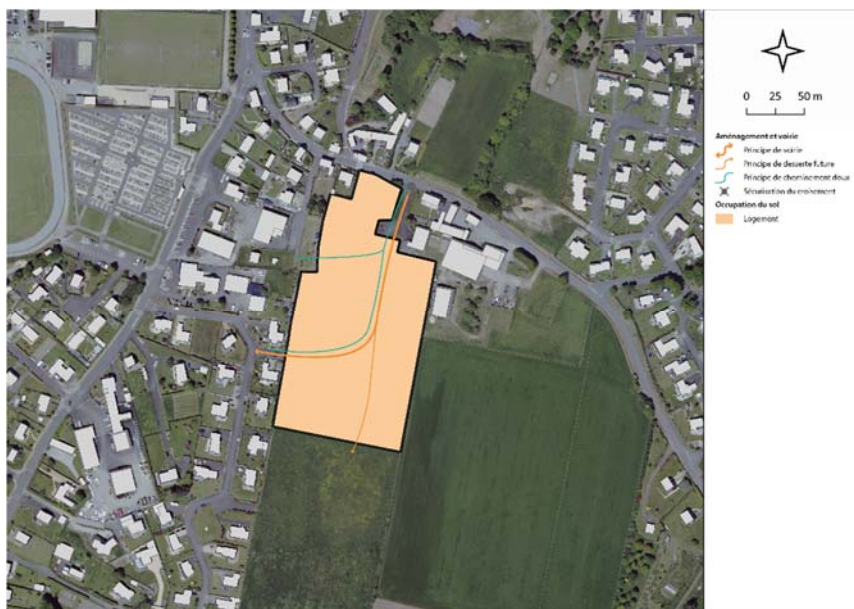 0 25 50 m
Aménagement et voirie
Principe de voirie
Principe de desserte future
Principe de cheminement doux
Sécurisation du croisement
Occupation du sol
Logement